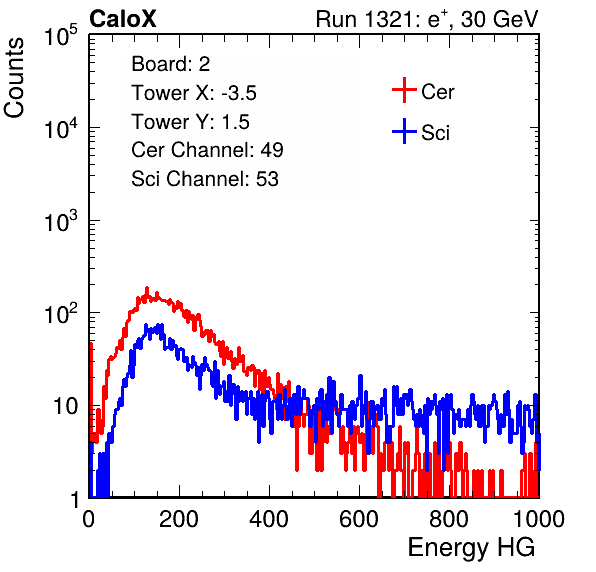 CaloX Run 1321: e⁺, 30 GeV
Counts
Board: 2
Tower X: -3.5
Tower Y: 1.5
Cer Channel: 49
Sci Channel: 53
Cer
Sci
10⁵
10⁴
10³
10²
10
1
0 200 400 600 800 1000
Energy HG